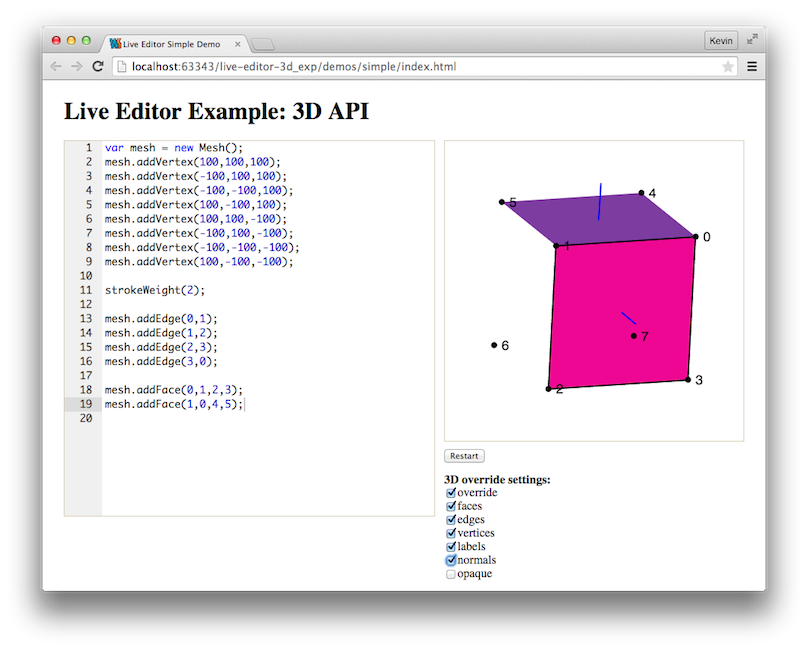 Live Editor Simple Demo
Kevin
localhost:63343/live-editor-3d_exp/demos/simple/index.html
Live Editor Example: 3D API
1 var mesh = new Mesh();
2 mesh.addVertex(100,100,100);
3 mesh.addVertex(-100,100,100);
4 mesh.addVertex(-100,-100,100);
5 mesh.addVertex(100,-100,100);
6 mesh.addVertex(100,100,-100);
7 mesh.addVertex(-100,100,-100);
8 mesh.addVertex(-100,-100,-100);
9 mesh.addVertex(100,-100,-100);
10
11 strokeWeight(2);
12
13 mesh.addEdge(0,1);
14 mesh.addEdge(1,2);
15 mesh.addEdge(2,3);
16 mesh.addEdge(3,0);
17
18 mesh.addFace(0,1,2,3);
19 mesh.addFace(1,0,4,5);
20
4
5
0
1
7
6
3
2
Restart
3D override settings:
override
faces
edges
vertices
labels
normals
opaque